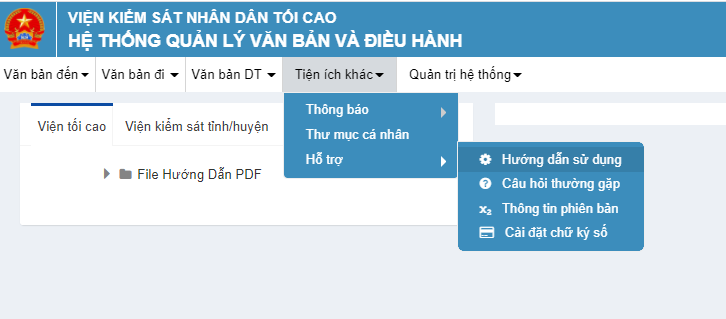 VIỆN KIỂM SÁT NHÂN DÂN TỐI CAO
HỆ THỐNG QUẢN LÝ VĂN BẢN VÀ ĐIỀU HÀNH
Văn bản đến Văn bản đi Văn bản DT Tiện ích khác Quản trị hệ thống
Thông báo
Viện tối cao Viện kiểm sát tỉnh/huyện
Thư mục cá nhân
Hỗ trợ
Hướng dẫn sử dụng
File Hướng Dẫn PDF
Câu hỏi thường gặp
x₂ Thông tin phiên bản
Cài đặt chữ ký số